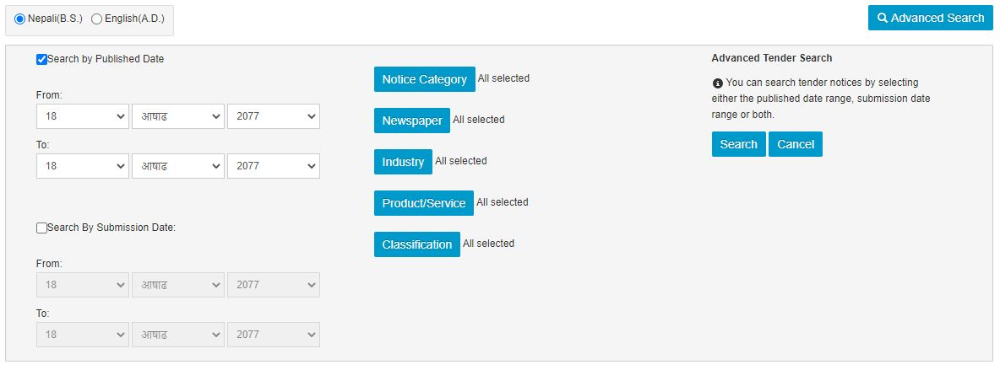 Nepali(B.S.) English(A.D.)
Advanced Search
Search by Published Date
From:
18 आषाढ 2077
To:
18 आषाढ 2077
Search By Submission Date:
From:
18 आषाढ 2077
To:
18 आषाढ 2077
Notice Category All selected
Newspaper All selected
Industry All selected
Product/Service All selected
Classification All selected
Advanced Tender Search
You can search tender notices by selecting
either the published date range, submission date
range or both.
Search Cancel